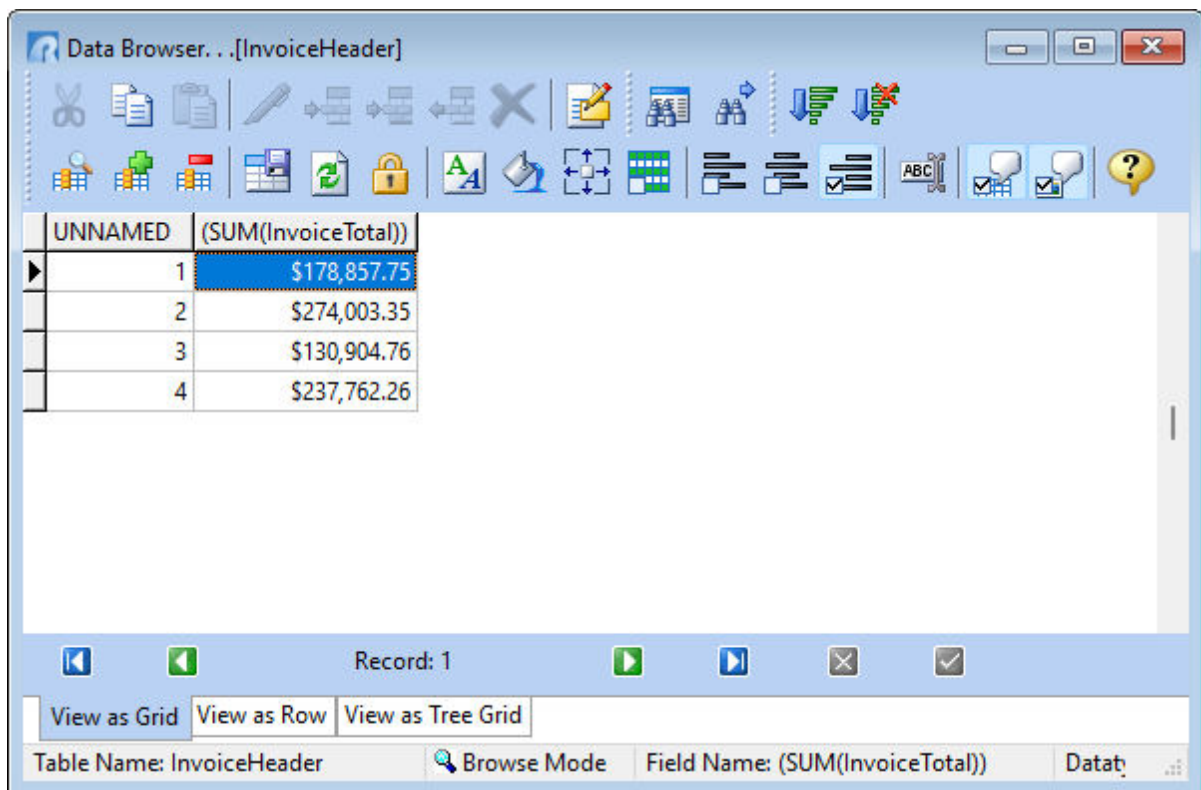 Data Browser. . .[InvoiceHeader]
A A ABC ?
UNNAMED (SUM(InvoiceTotal))
1 $178,857.75
2 $274,003.35
3 $130,904.76
4 $237,762.26
Record: 1
View as Grid View as Row View as Tree Grid
Table Name: InvoiceHeader Browse Mode Field Name: (SUM(InvoiceTotal))